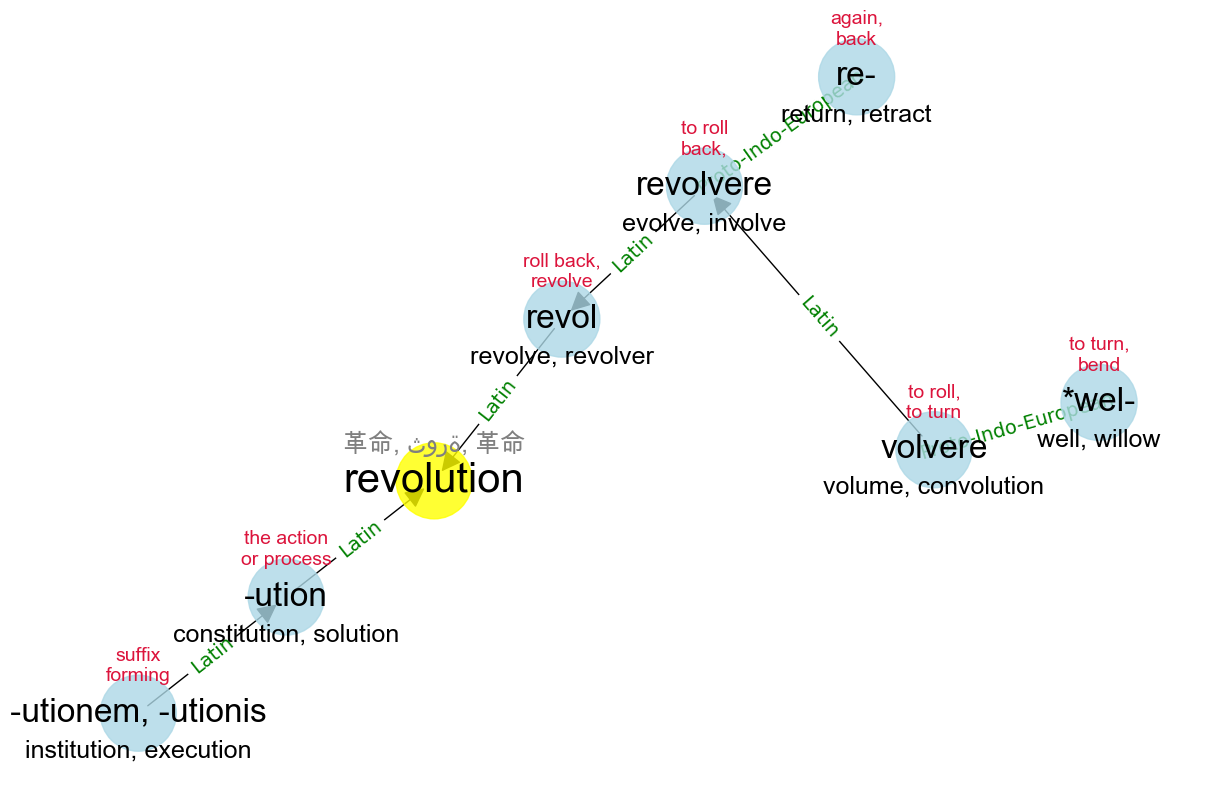 again,
back
re-
return, retract
Proto-Indo-European
to roll
back,
revolvere
evolve, involve
Latin
roll back,
revolve
revol
revolve, revolver
Latin
Latin
to turn,
bend
*wel-
well, willow
Proto-Indo-European
to roll,
to turn
volvere
volume, convolution
革命, ثورة, 革命
revolution
Latin
the action
or process
-ution
constitution, solution
Latin
suffix
forming
-utionem, -utionis
institution, execution